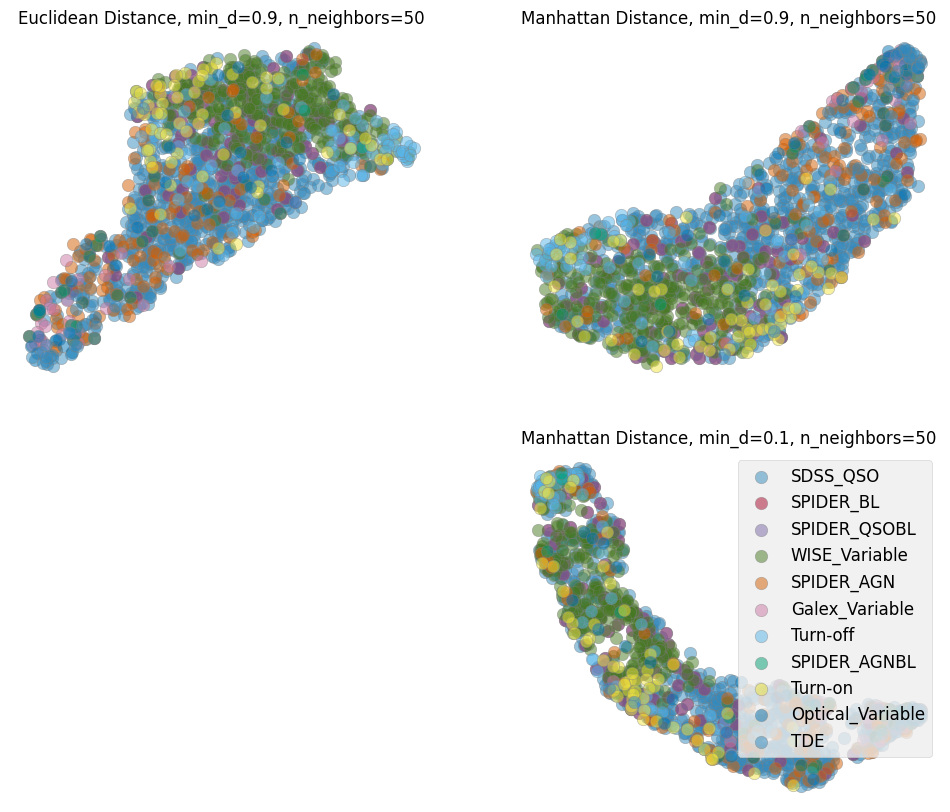 Euclidean Distance, min_d=0.9, n_neighbors=50
Manhattan Distance, min_d=0.9, n_neighbors=50
Manhattan Distance, min_d=0.1, n_neighbors=50
SDSS_QSO
SPIDER_BL
SPIDER_QSOBL
WISE_Variable
SPIDER_AGN
Galex_Variable
Turn-off
SPIDER_AGNBL
Turn-on
Optical_Variable
TDE